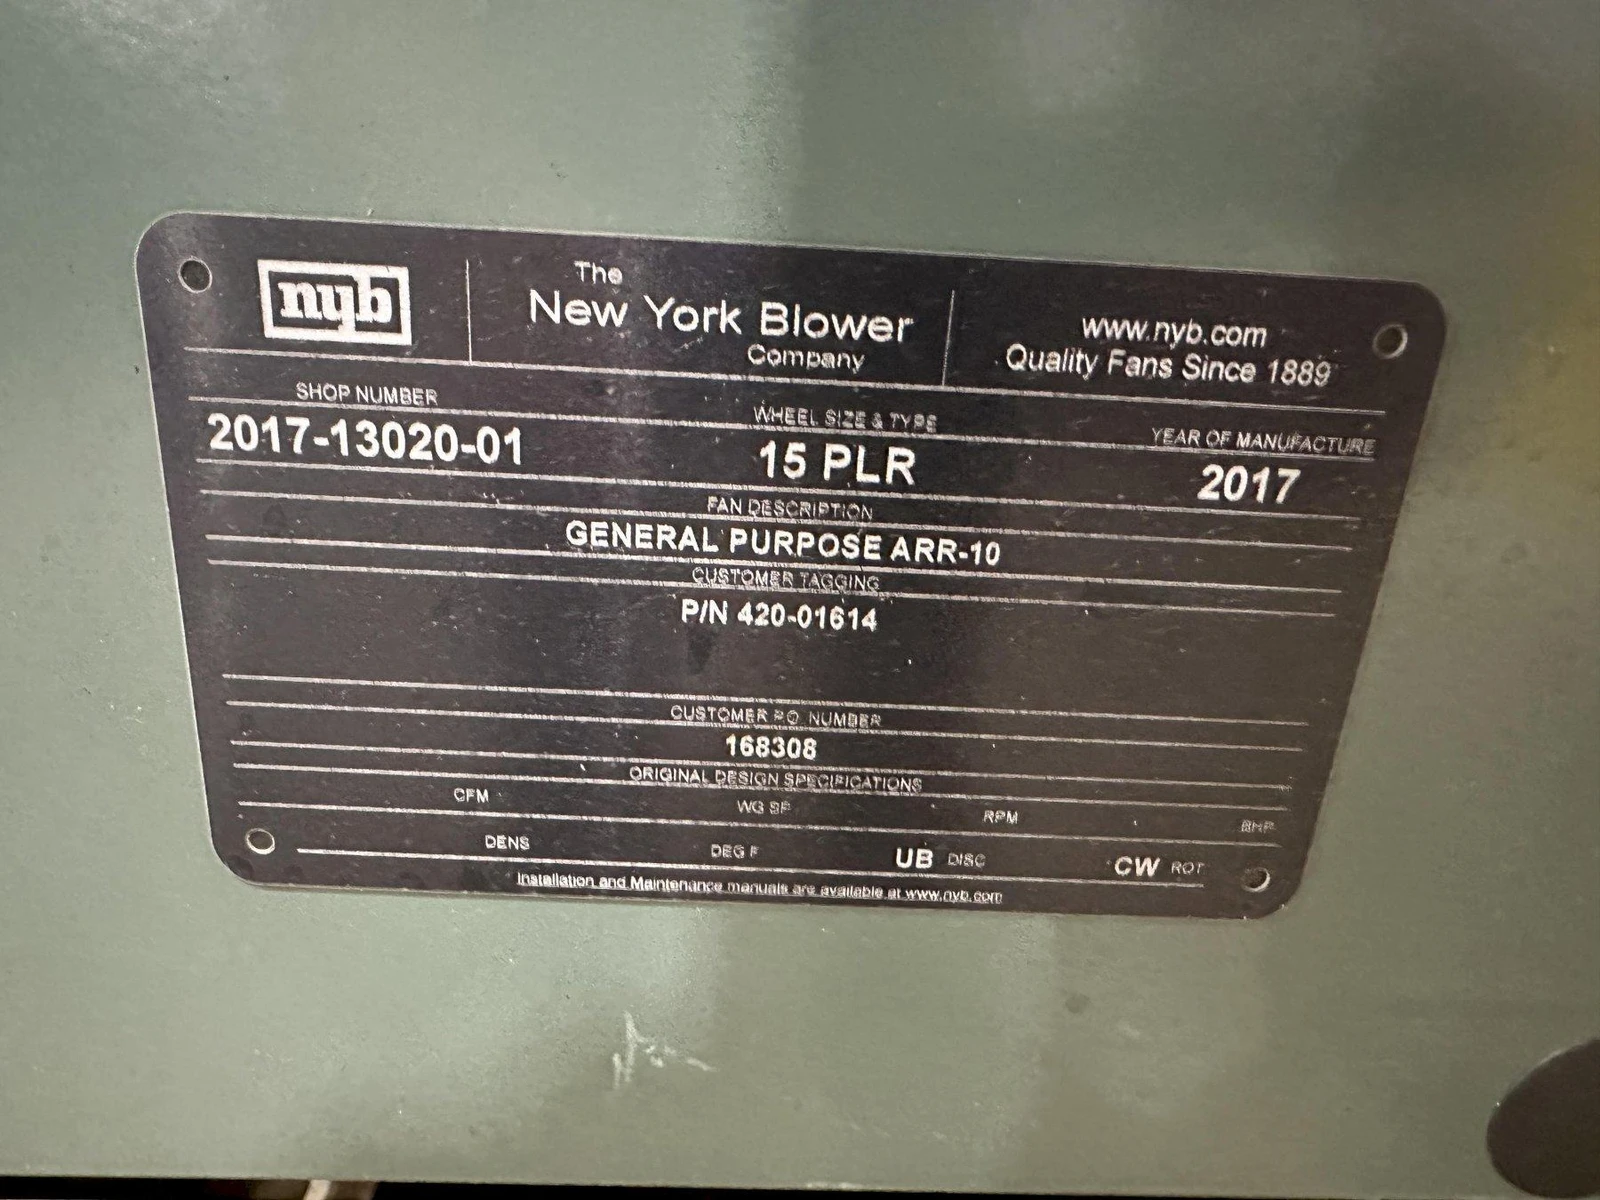 nyb
The
New York Blower
Company
www.nyb.com
Quality Fans Since 1889
SHOP NUMBER
2017-13020-01
WHEEL SIZE & TYPE
15 PLR
YEAR OF MANUFACTURE
2017
FAN DESCRIPTION
GENERAL PURPOSE ARR-10
CUSTOMER TAGGING
P/N 420-01614
CUSTOMER P.O. NUMBER
168308
ORIGINAL DESIGN SPECIFICATIONS
CFM WG SP RPM BHP
DENS DEG F UB DISC CW ROT
Installation and Maintenance manuals are available at www.nyb.com